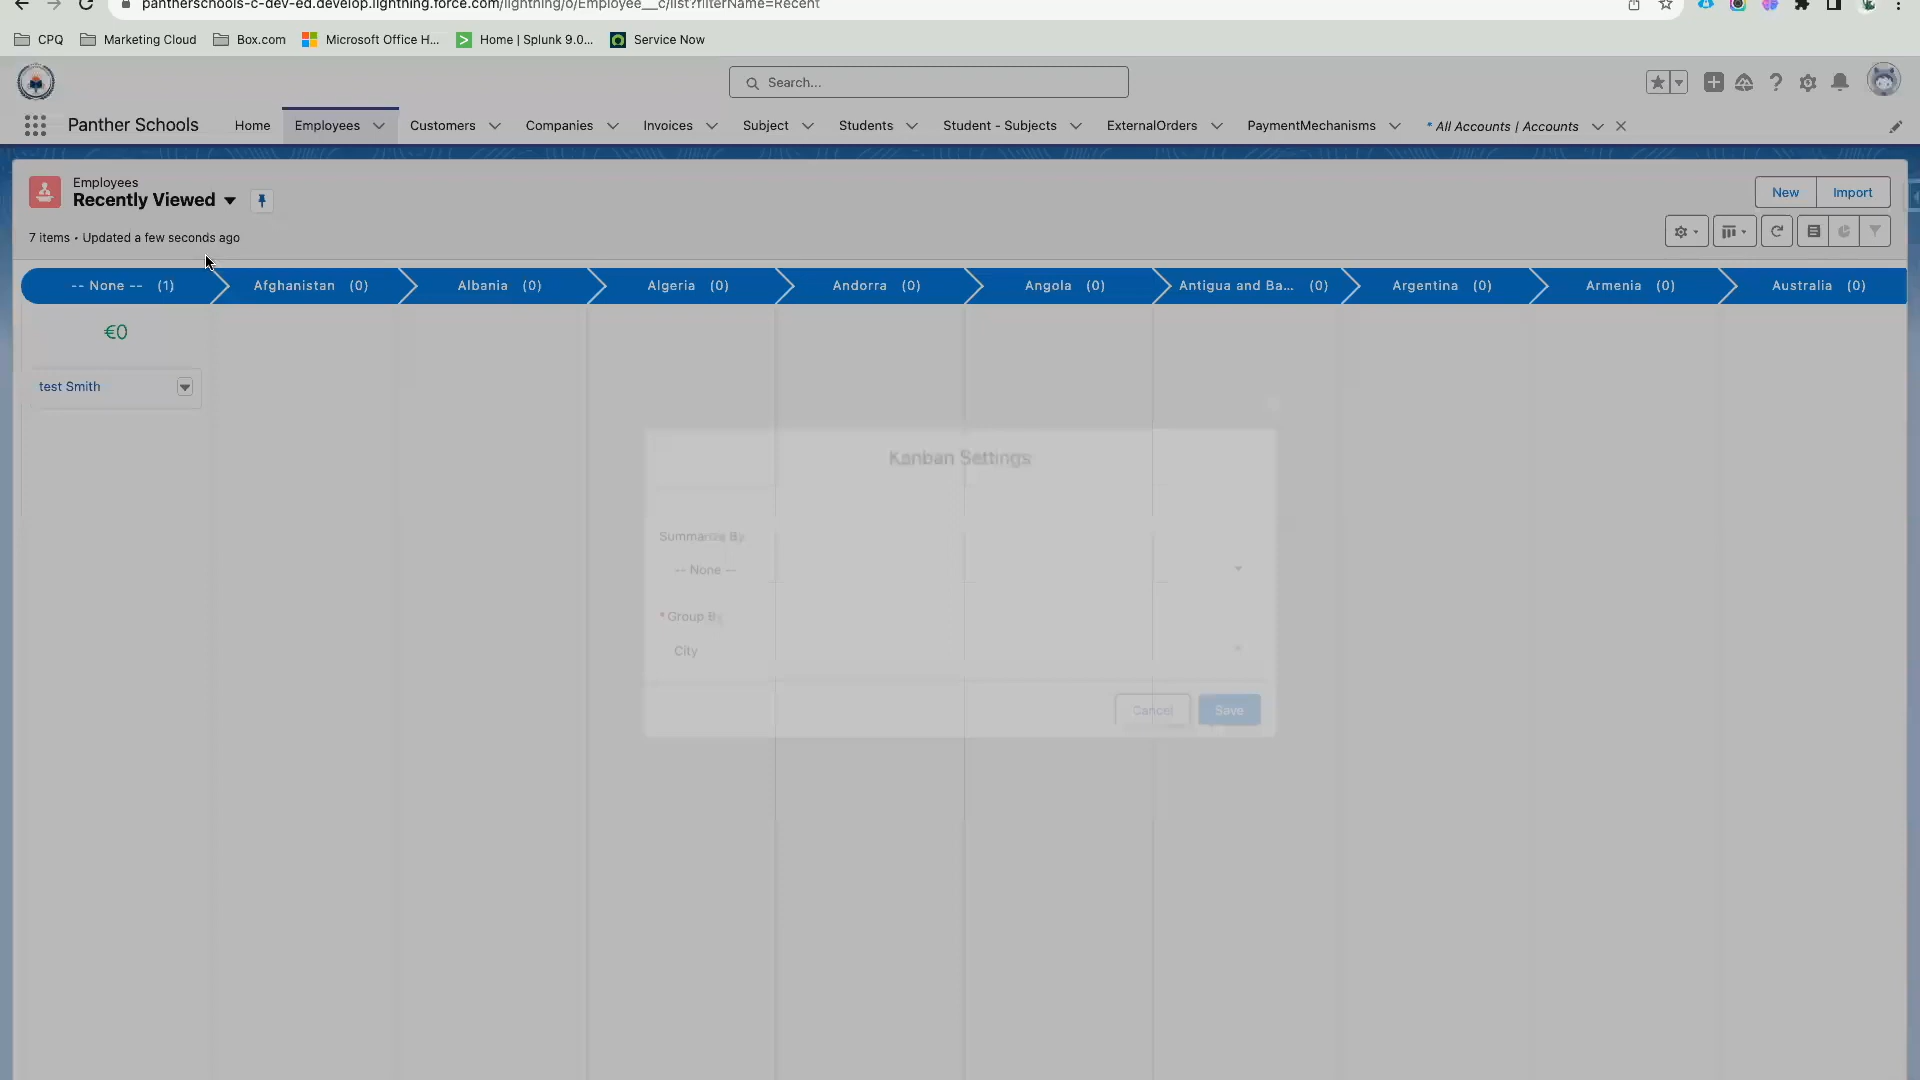 pantherschools-c-dev-ed.develop.lightning.force.com/lightning/o/Employee__c/list?filterName=Recent
CPQ Marketing Cloud Box.com Microsoft Office H... Home | Splunk 9.0... Service Now
Search...
Panther Schools Home Employees Customers Companies Invoices Subject Students Student - Subjects ExternalOrders PaymentMechanisms * All Accounts | Accounts
Employees
Recently Viewed
New Import
7 items • Updated a few seconds ago
-- None -- (1) Afghanistan (0) Albania (0) Algeria (0) Andorra (0) Angola (0) Antigua and Ba... (0) Argentina (0) Armenia (0) Australia (0)
€0
test Smith
Kanban Settings
Summarize By
-- None --
* Group By
City
Cancel Save